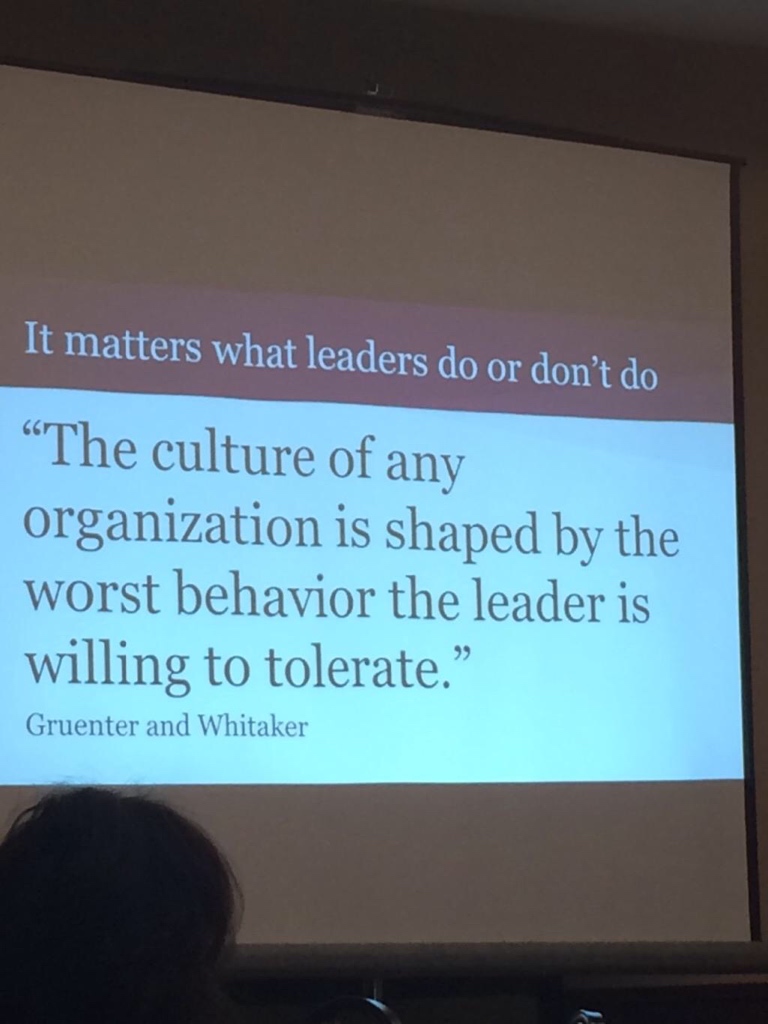 It matters what leaders do or don’t do
“The culture of any
organization is shaped by the
worst behavior the leader is
willing to tolerate.”
Gruenter and Whitaker